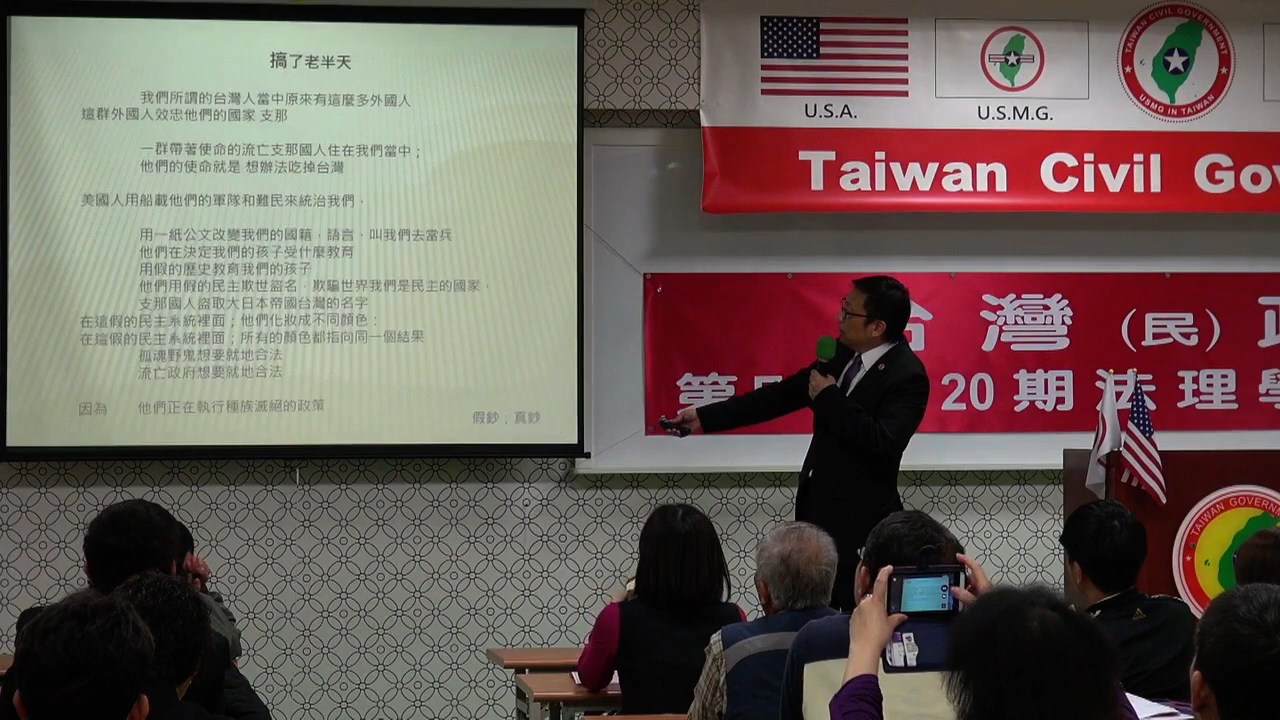 搞了老半天
我們所謂的台灣人當中原來有這麼多外國人
這群外國人效忠他們的國家 支那
一群帶著使命的流亡支那國人住在我們當中；
他們的使命就是 想辦法吃掉台灣
美國人用船載他們的軍隊和難民來統治我們，
用一紙公文改變我們的國籍，語言、叫我們去當兵
他們在決定我們的孩子受什麼教育
用假的歷史教育我們的孩子
他們用假的民主欺世盜名，欺騙世界我們是民主的國家，
支那國人盜取大日本帝國台灣的名字
在這假的民主系統裡面；他們化妝成不同顏色：
在這假的民主系統裡面；所有的顏色都指向同一個結果
孤魂野鬼想要就地合法
流亡政府想要就地合法
因為 他們正在執行種族滅絕的政策
假鈔；真鈔
U.S.A.
U.S.M.G.
TAIWAN CIVIL GOVERNMENT
USMG IN TAIWAN
Taiwan Civil Gov
台灣(民)政
第 20期法理學
TAIWAN GOVERNM